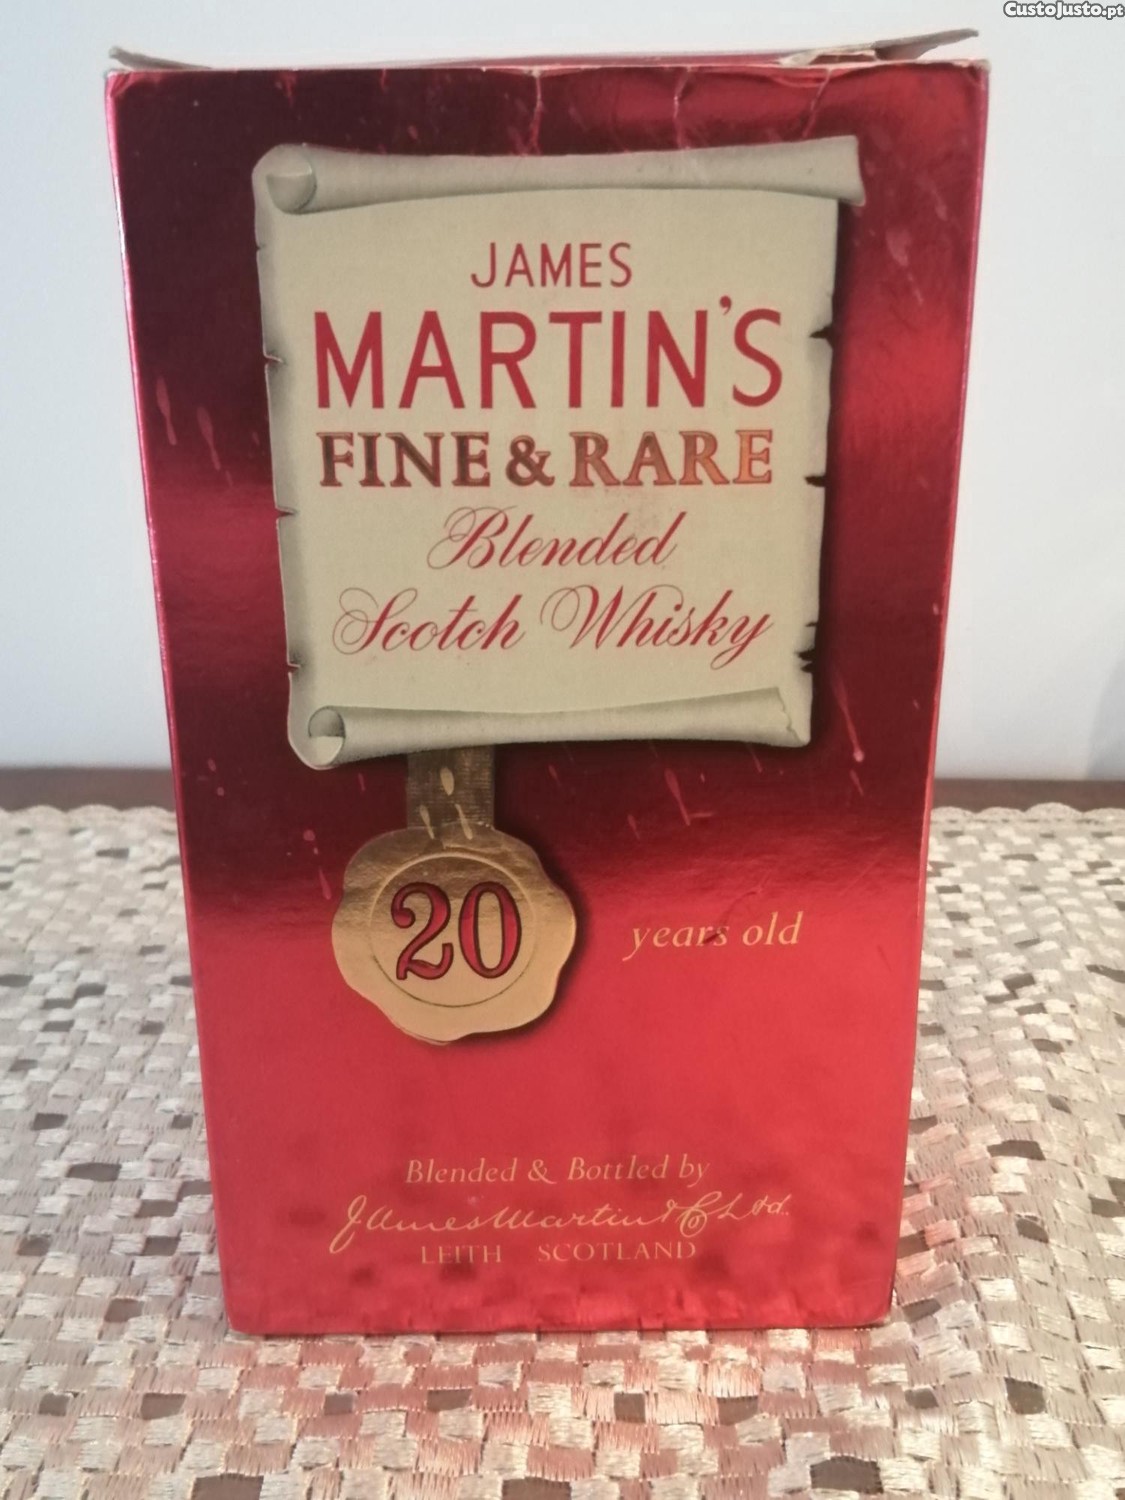 CustoJusto.pt
JAMES
MARTIN'S
FINE & RARE
Blended
Scotch Whisky
20
years old
Blended & Bottled by
James Martin & Co Ltd.
LEITH SCOTLAND